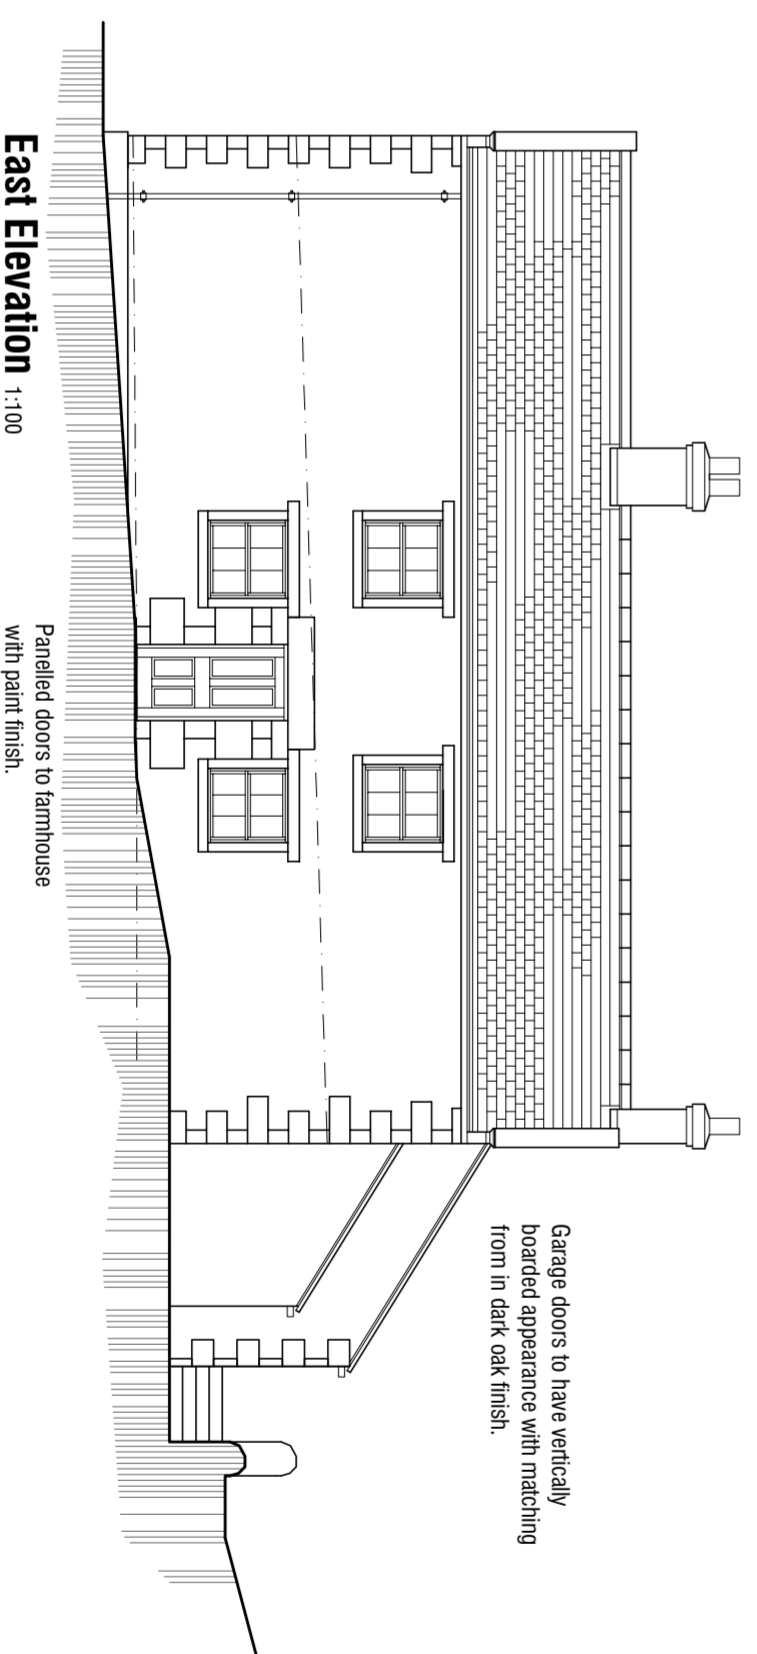 Garage doors to have vertically
boarded appearance with matching
from in dark oak finish.
Panelled doors to farmhouse
with paint finish.
East Elevation 1:100